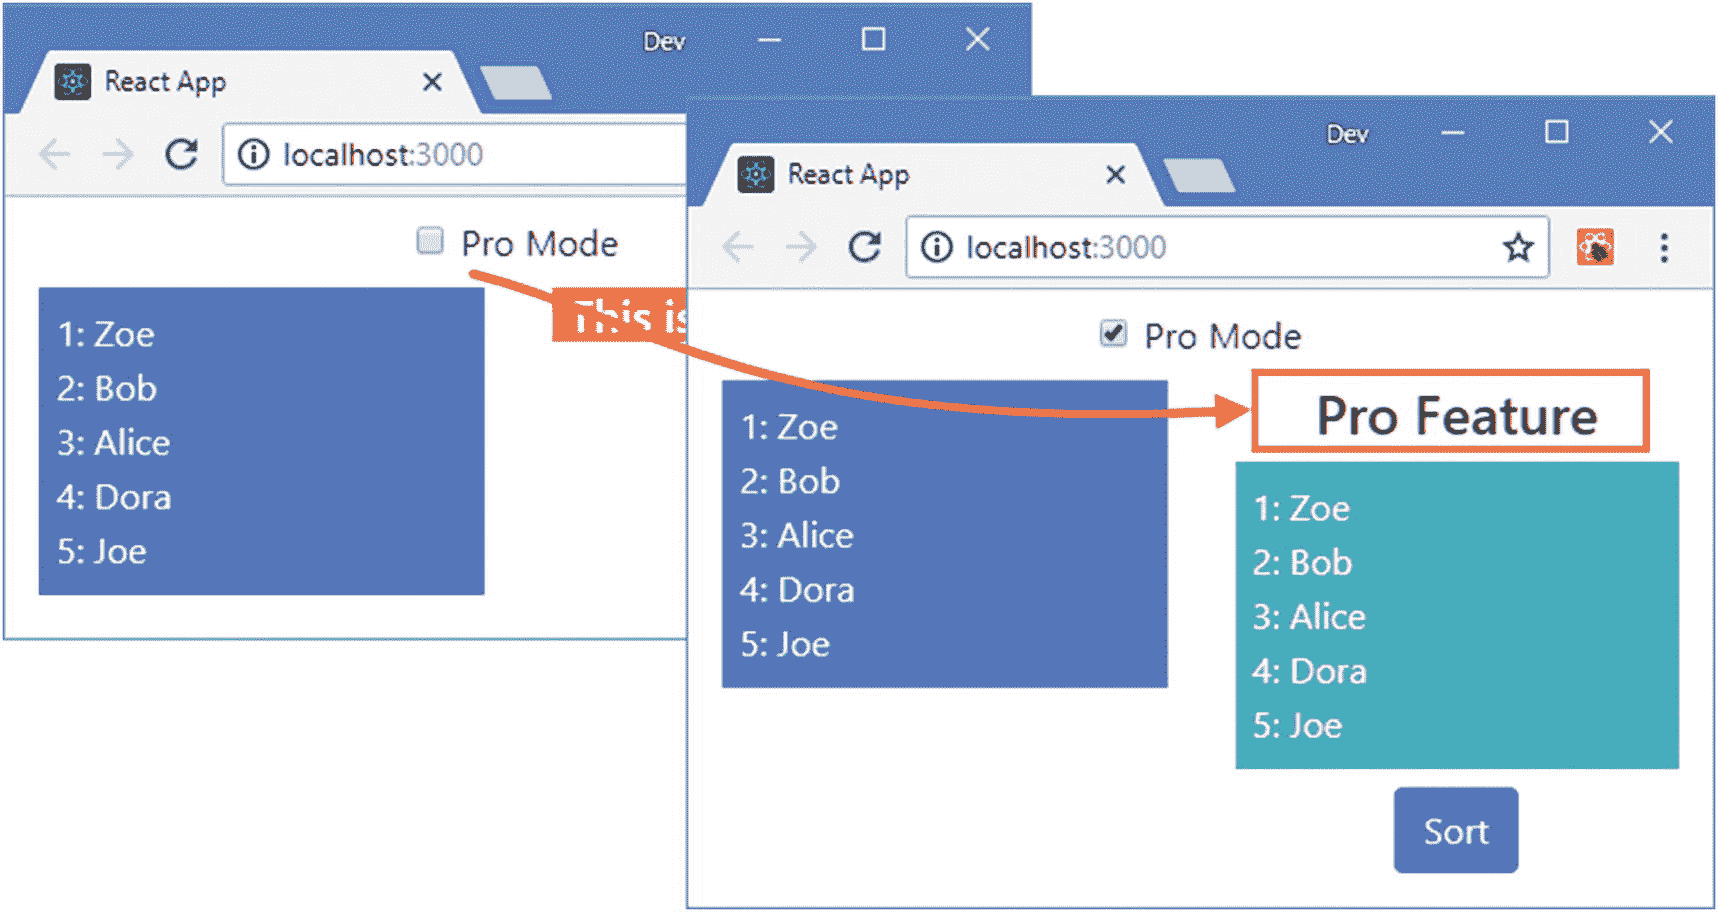 Dev
React App
localhost:3000
Pro Mode
This is
1: Zoe
2: Bob
3: Alice
4: Dora
5: Joe
Dev
React App
localhost:3000
Pro Mode
1: Zoe
2: Bob
3: Alice
4: Dora
5: Joe
Pro Feature
1: Zoe
2: Bob
3: Alice
4: Dora
5: Joe
Sort